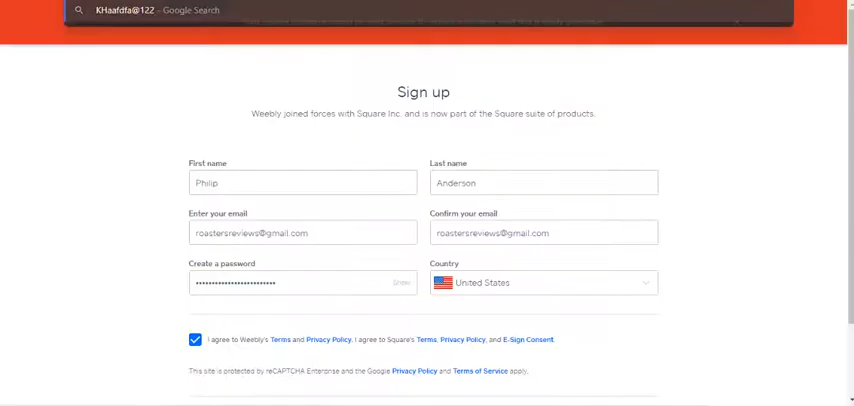 KHaafdfa@122 - Google Search
Sign up
Weebly joined forces with Square Inc. and is now part of the Square suite of products.
First name
Last name
Philip
Anderson
Enter your email
Confirm your email
roastersreviews@gmail.com
roastersreviews@gmail.com
Create a password
Country
•••••••••••••••••••••••• Show
United States
I agree to Weebly's Terms and Privacy Policy. I agree to Square's Terms, Privacy Policy, and E-Sign Consent.
This site is protected by reCAPTCHA Enterprise and the Google Privacy Policy and Terms of Service apply.